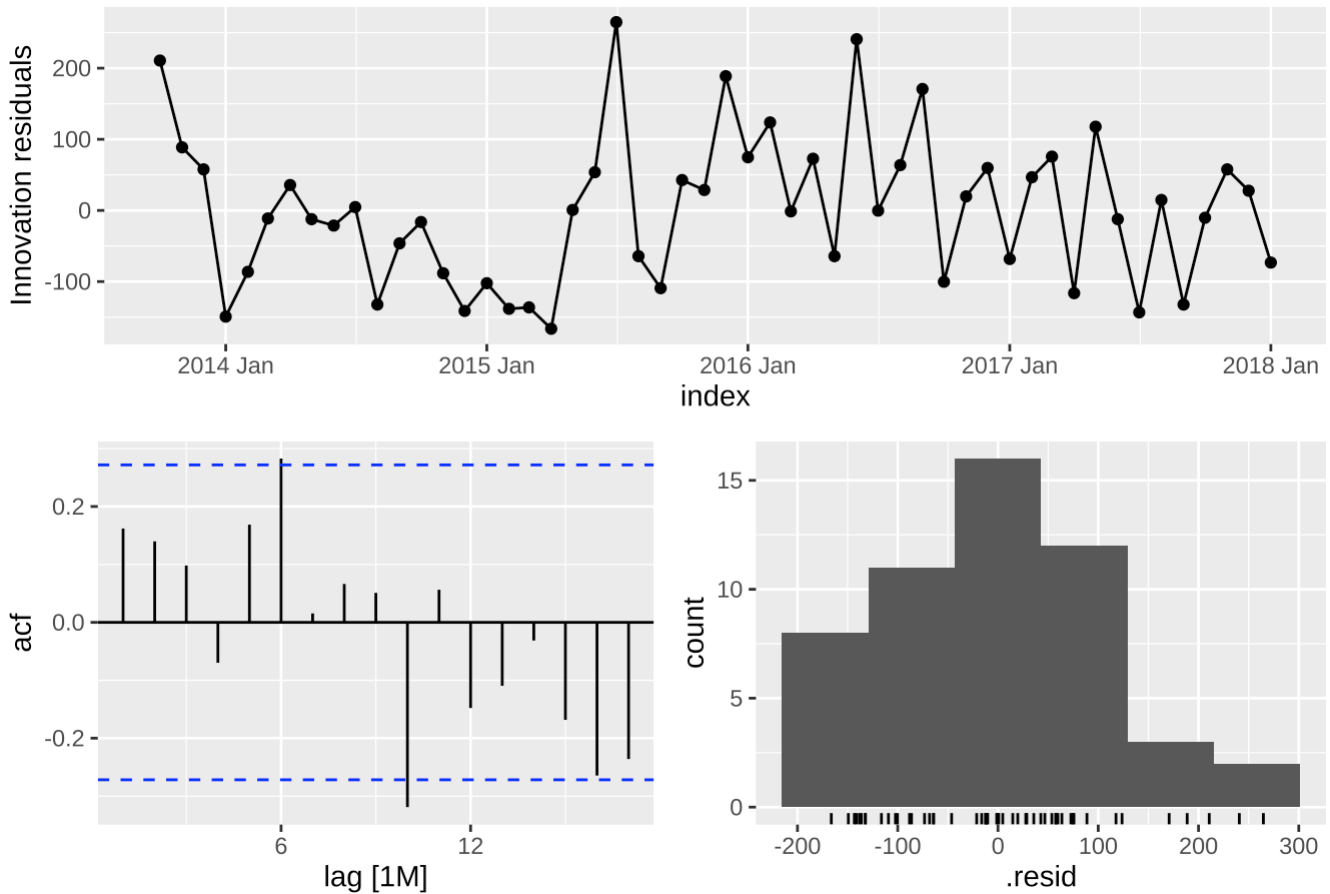 Innovation residuals
200
100
0
-100
2014 Jan
2015 Jan
2016 Jan
2017 Jan
2018 Jan
index
acf
0.2
0.0
-0.2
6
12
lag [1M]
count
15
10
5
0
-200
-100
0
100
200
300
.resid